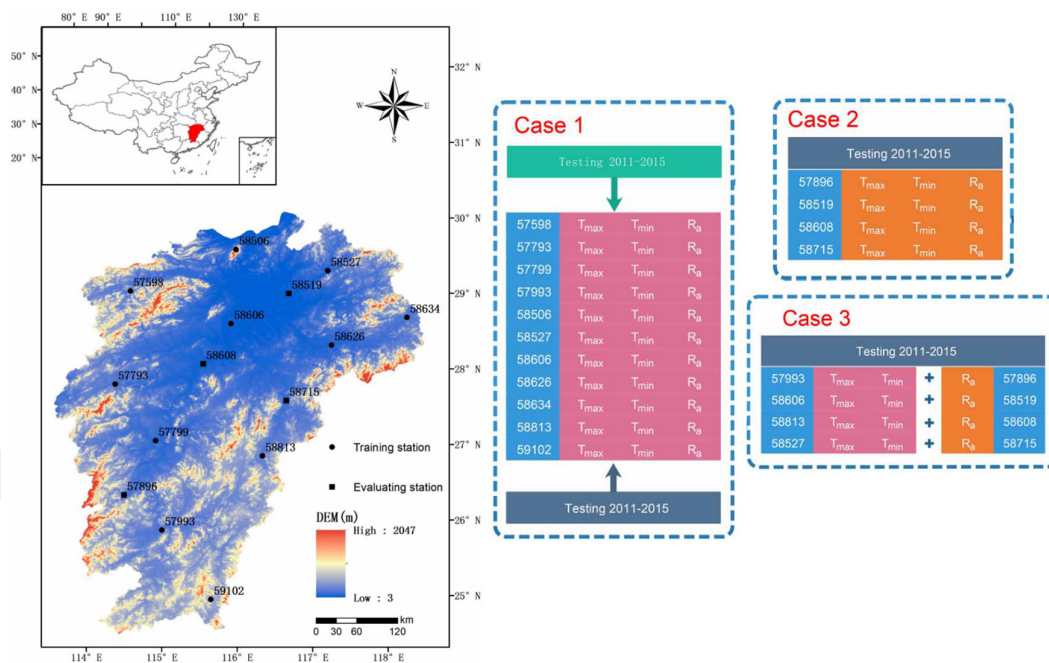 80° E 90° E 110° E 130° E
50° N
40° N
30° N
20° N
N
W E
S
32° N
31° N
30° N
29° N
28° N
27° N
26° N
25° N
58506
58527
57598
58519
58634
58606
58626
58608
57793
58715
57799
58813
57896
57993
59102
Training station
Evaluating station
DEM(m)
High : 2047
Low : 3
km
0 30 60 120
114° E 115° E 116° E 117° E 118° E
Case 1
Testing 2011~2015
57598 Tmax Tmin Ra
57793 Tmax Tmin Ra
57799 Tmax Tmin Ra
57993 Tmax Tmin Ra
58506 Tmax Tmin Ra
58527 Tmax Tmin Ra
58606 Tmax Tmin Ra
58626 Tmax Tmin Ra
58634 Tmax Tmin Ra
58813 Tmax Tmin Ra
59102 Tmax Tmin Ra
Testing 2011-2015
Case 2
Testing 2011-2015
57896 Tmax Tmin Ra
58519 Tmax Tmin Ra
58608 Tmax Tmin Ra
58715 Tmax Tmin Ra
Case 3
Testing 2011-2015
57993 Tmax Tmin + Ra 57896
58606 Tmax Tmin + Ra 58519
58813 Tmax Tmin + Ra 58608
58527 Tmax Tmin + Ra 58715